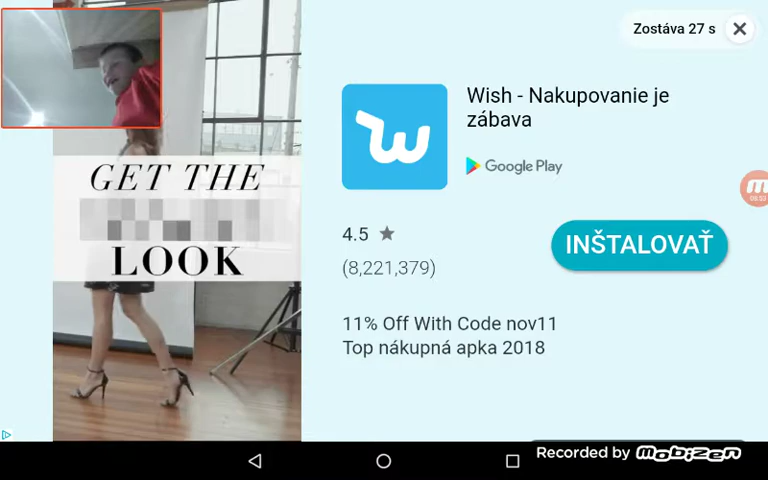 Zostáva 27 s
Wish - Nakupovanie je
zábava
Google Play
GET THE
LOOK
4.5
(8,221,379)
INŠTALOVAŤ
11% Off With Code nov11
Top nákupná apka 2018
Recorded by mobizen